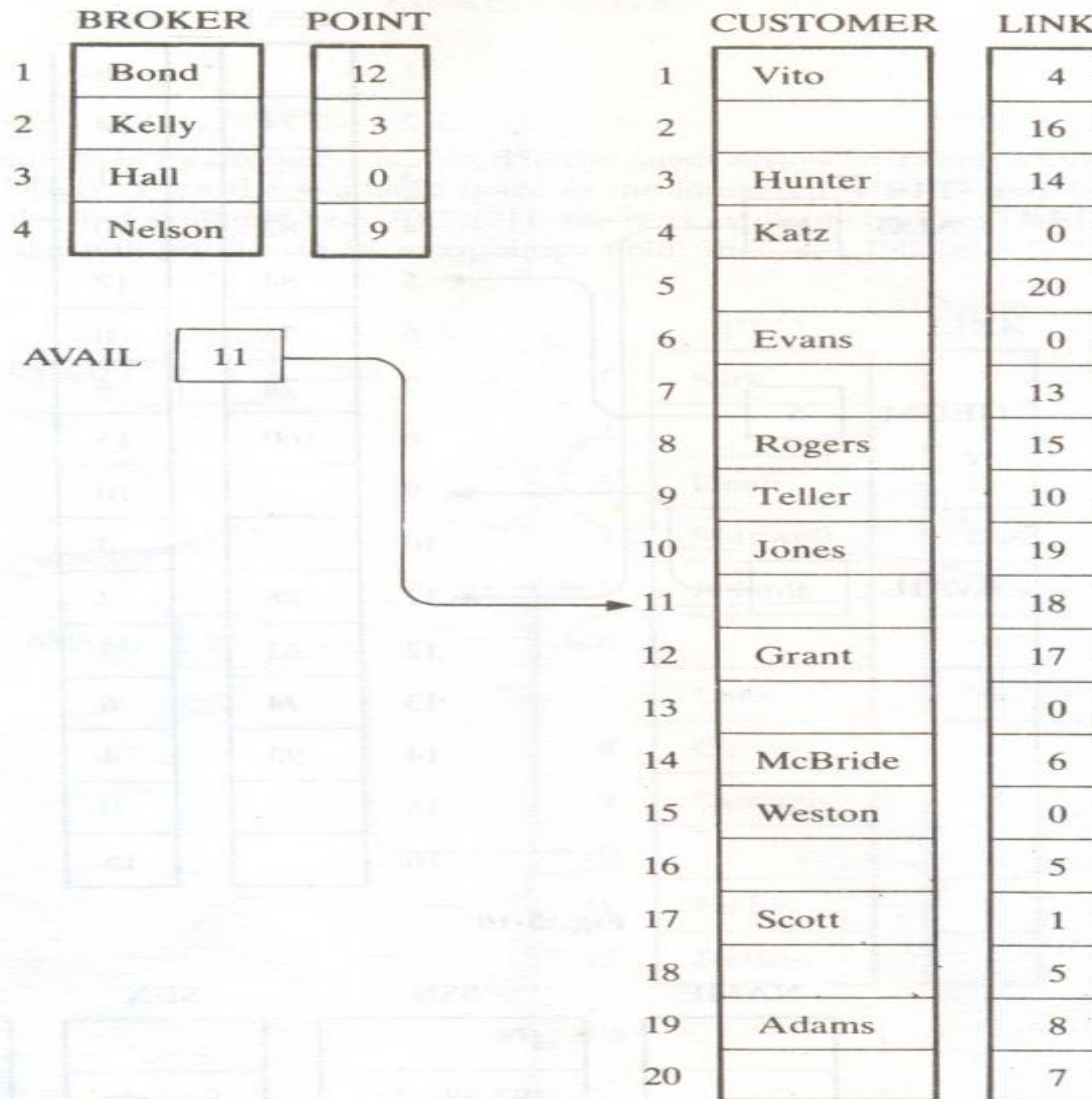 BROKER POINT CUSTOMER LINK
1 Bond 12 1 Vito 4
2 Kelly 3 2 16
3 Hall 0 3 Hunter 14
4 Nelson 9 4 Katz 0
5 20
AVAIL 11 6 Evans 0
7 13
8 Rogers 15
9 Teller 10
10 Jones 19
11 18
12 Grant 17
13 0
14 McBride 6
15 Weston 0
16 5
17 Scott 1
18 5
19 Adams 8
20 7